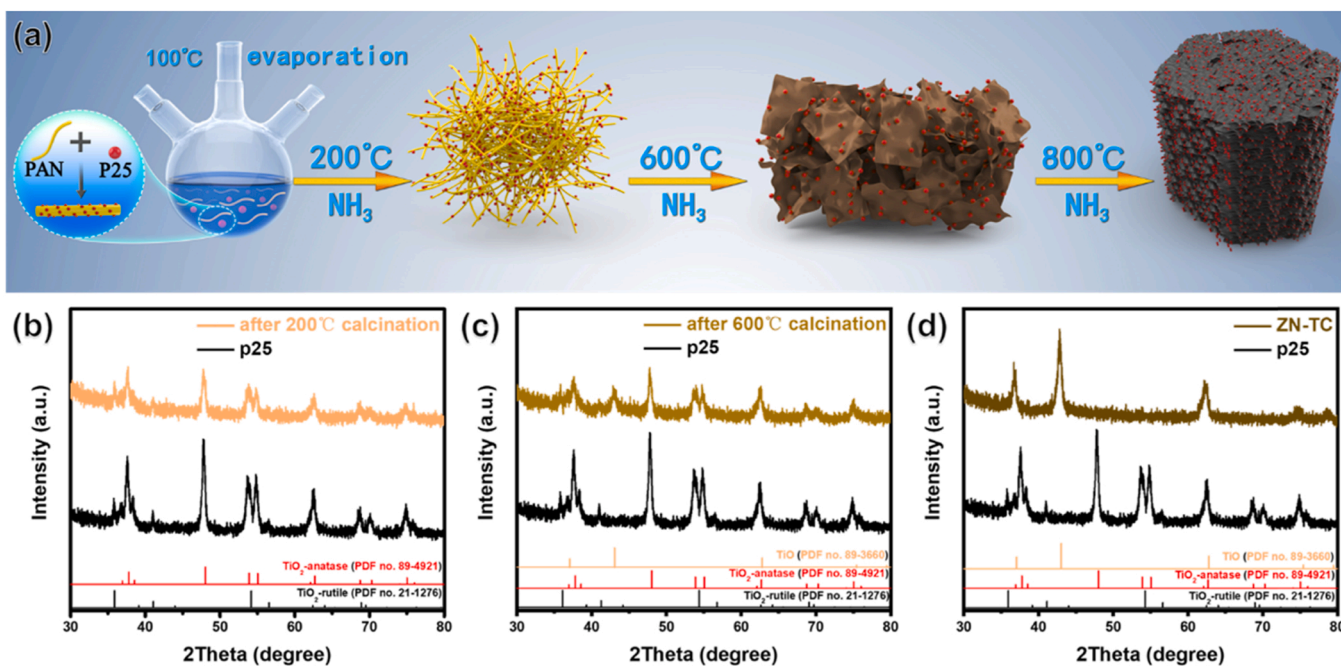 (a)
100℃ evaporation
PAN + P25
200℃
NH₃
600℃
NH₃
800℃
NH₃
(b)
after 200℃ calcination
p25
Intensity (a.u.)
TiO₂-anatase (PDF no. 89-4921)
TiO₂-rutile (PDF no. 21-1276)
30 40 50 60 70 80
2Theta (degree)
(c)
after 600℃ calcination
p25
Intensity (a.u.)
TiO (PDF no. 89-3660)
TiO₂-anatase (PDF no. 89-4921)
TiO₂-rutile (PDF no. 21-1276)
30 40 50 60 70 80
2Theta (degree)
(d)
ZN-TC
p25
Intensity (a.u.)
TiO (PDF no. 89-3660)
TiO₂-anatase (PDF no. 89-4921)
TiO₂-rutile (PDF no. 21-1276)
30 40 50 60 70 80
2Theta (degree)